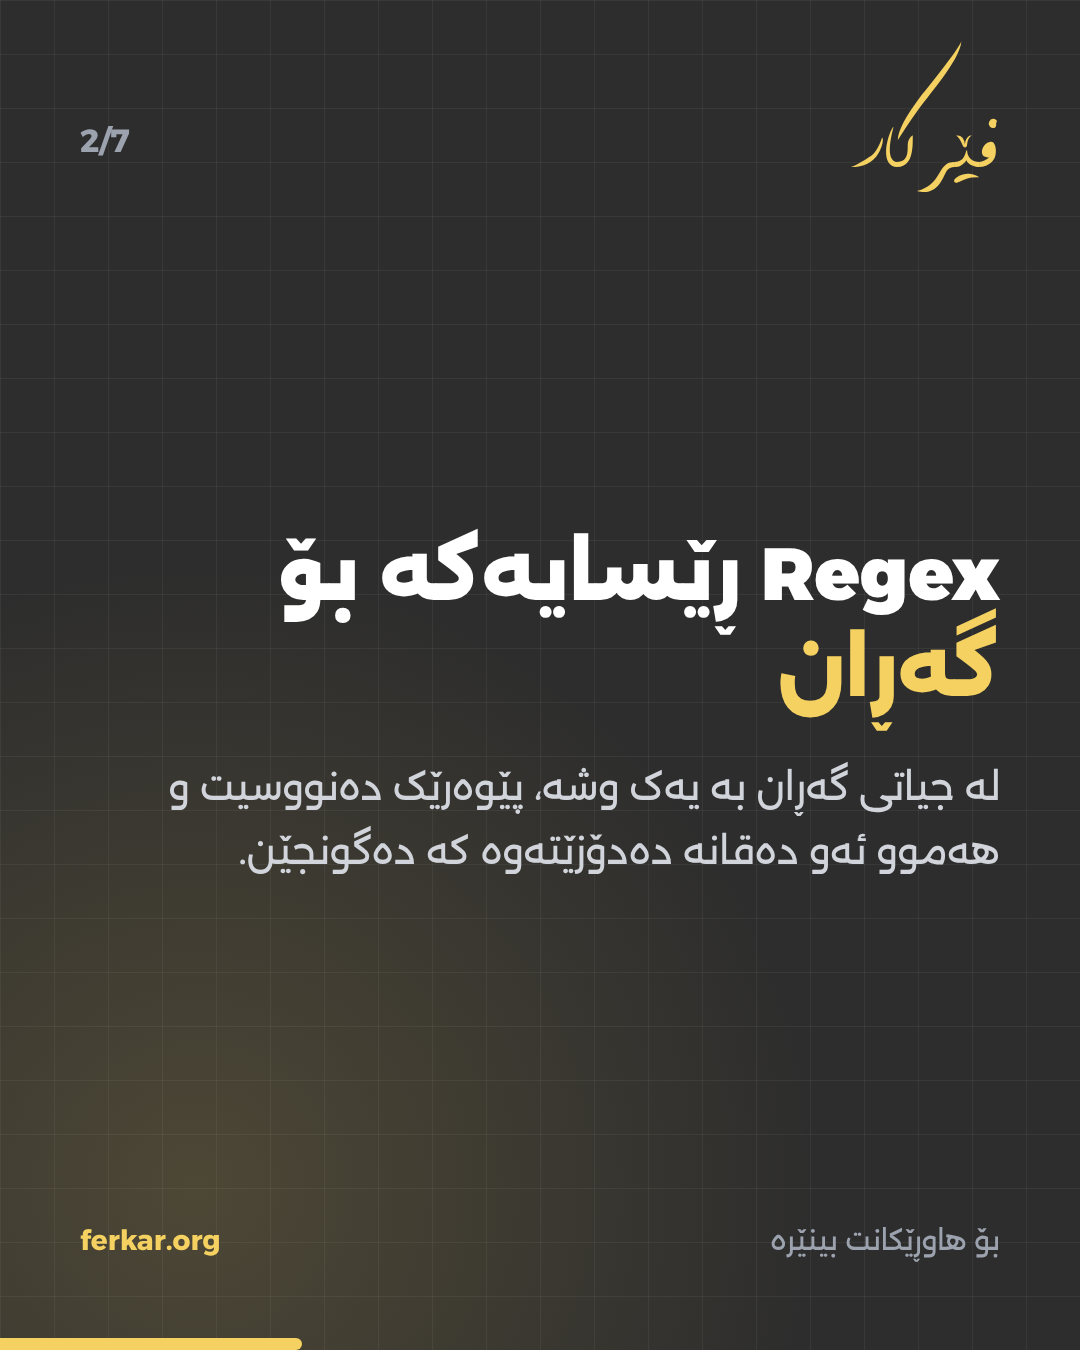 فێرکار
2/7
Regex ڕێسایەکە بۆ
گەڕان
لە جیاتی گەڕان بە یەک وشە، پێوەرێک دەنووسیت و
هەموو ئەو دەقانە دەدۆزێتەوە کە دەگونجێن.
بۆ هاوڕێکانت بینێرە
ferkar.org